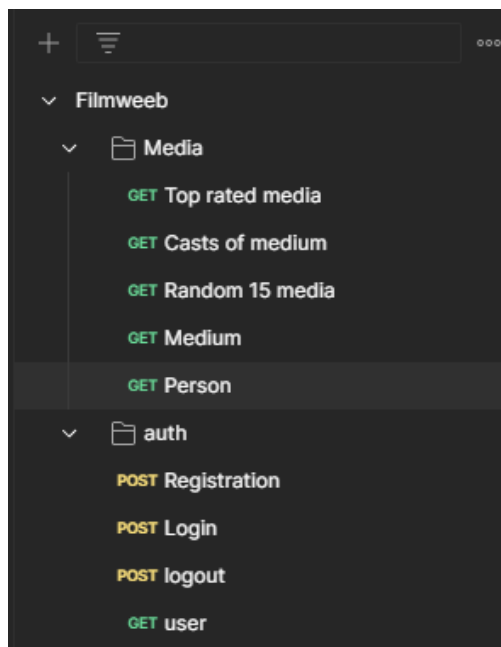 Filmweeb
Media
GET Top rated media
GET Casts of medium
GET Random 15 media
GET Medium
GET Person
auth
POST Registration
POST Login
POST logout
GET user